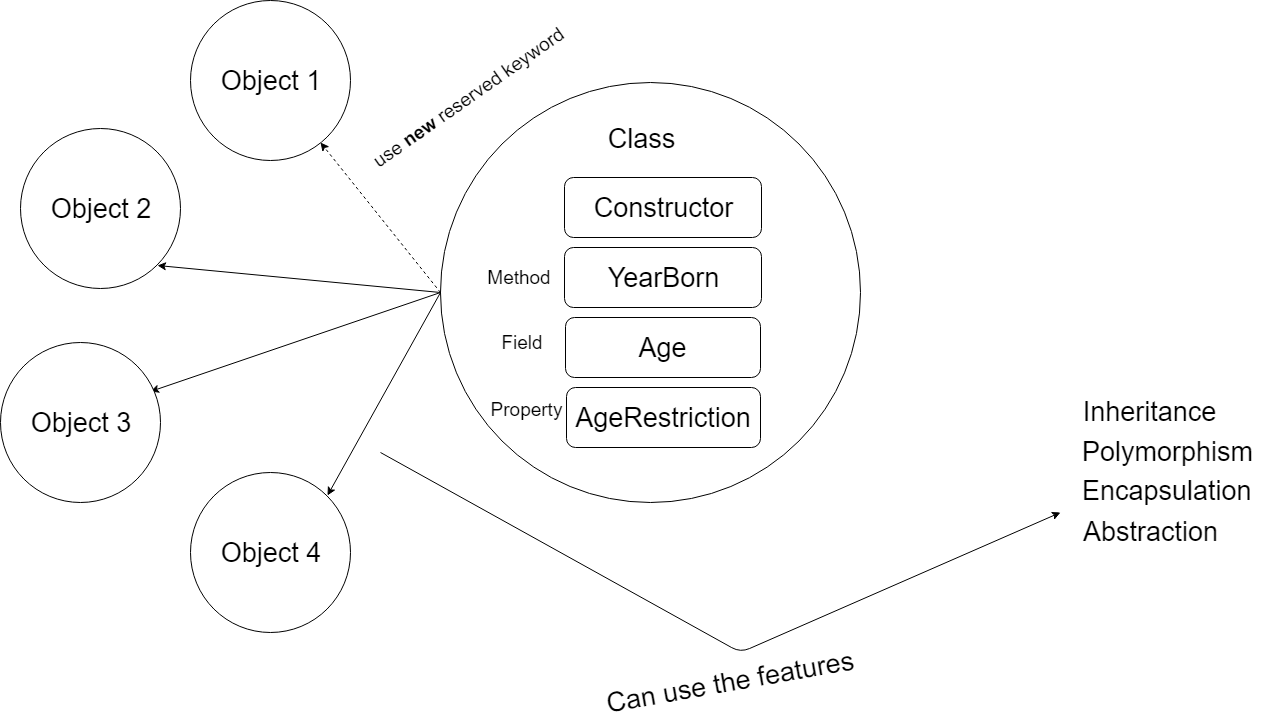 Object 1
use new reserved keyword
Class
Object 2
Constructor
Method
YearBorn
Field
Age
Property
AgeRestriction
Object 3
Object 4
Inheritance
Polymorphism
Encapsulation
Abstraction
Can use the features